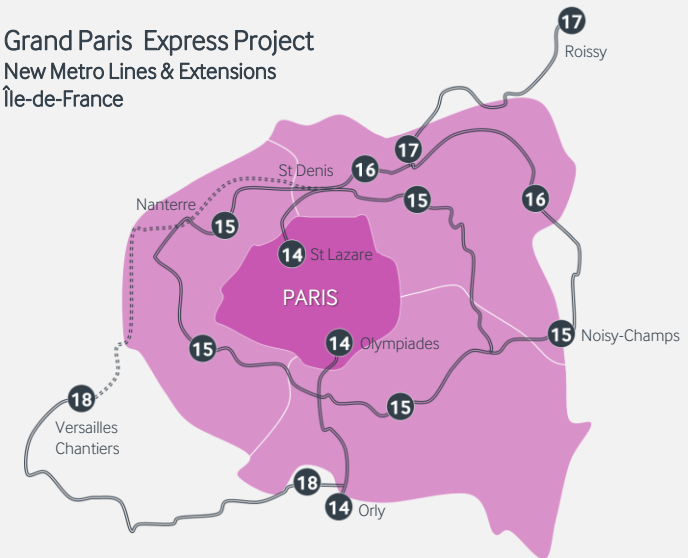 Grand Paris Express Project
New Metro Lines & Extensions
Île-de-France
17
Roissy
17
St Denis
16
Nanterre
15
15
16
14 St Lazare
PARIS
14 Olympiades
15
15 Noisy-Champs
18
Versailles
Chantiers
15
18
14 Orly